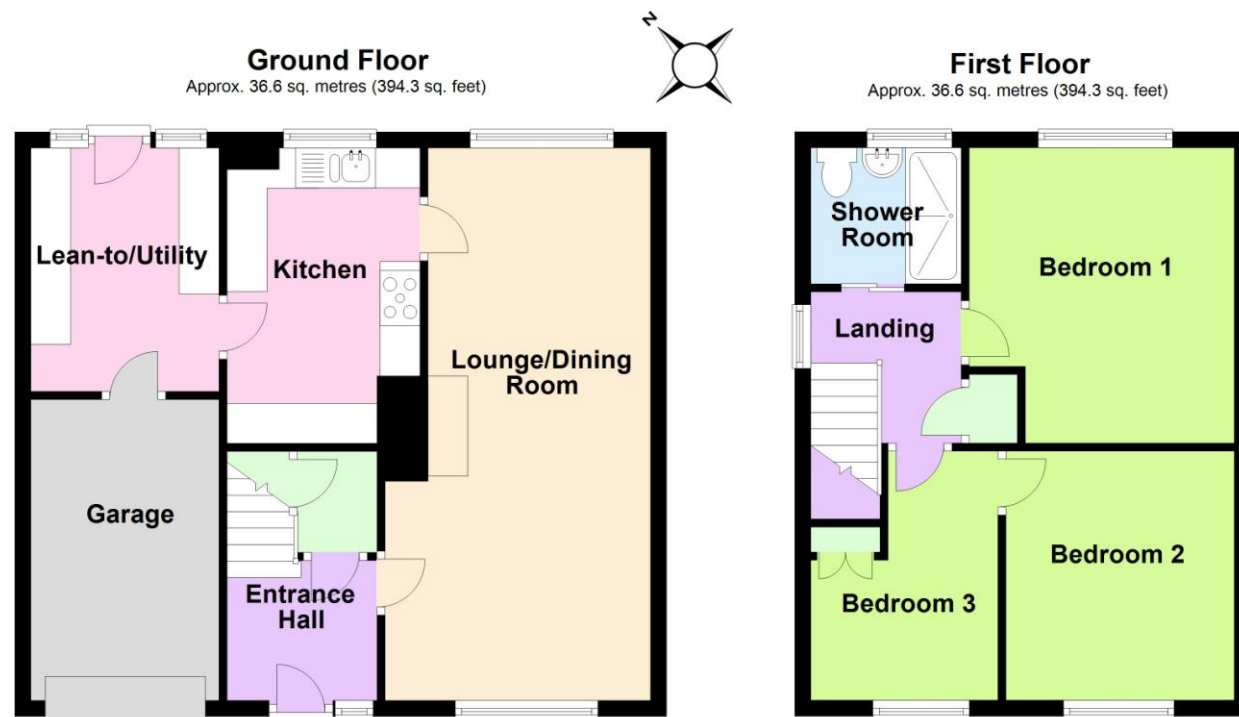 Ground Floor
Approx. 36.6 sq. metres (394.3 sq. feet)
N
First Floor
Approx. 36.6 sq. metres (394.3 sq. feet)
Lean-to/Utility
Kitchen
Lounge/Dining
Room
Garage
Entrance
Hall
Shower
Room
Bedroom 1
Landing
Bedroom 2
Bedroom 3